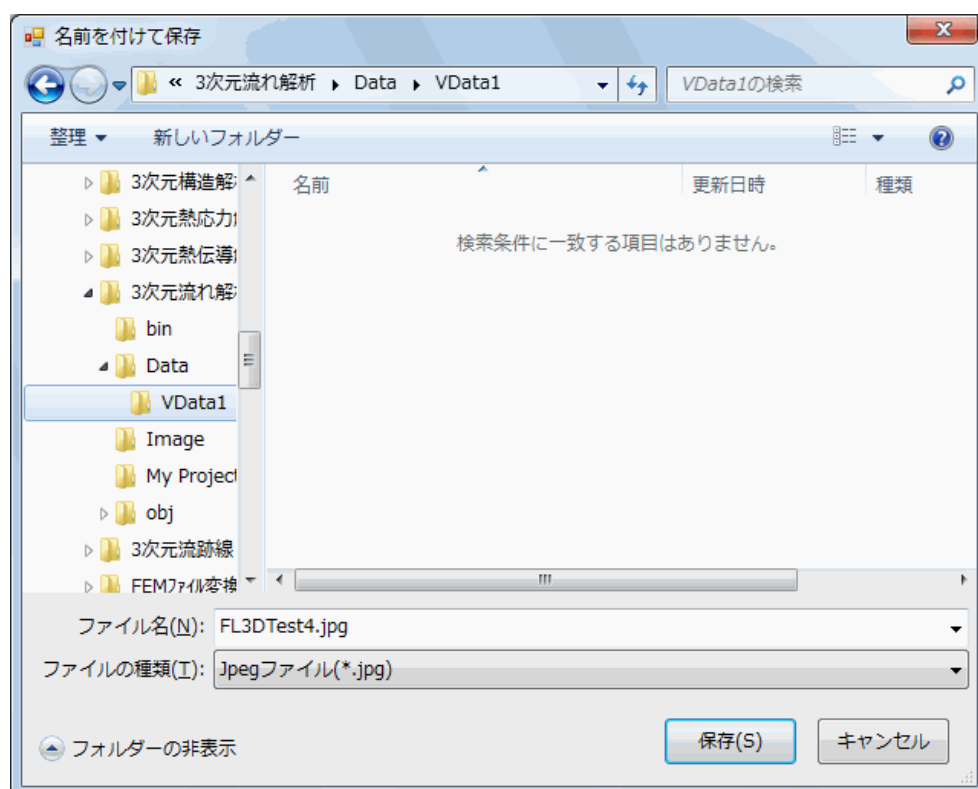 名前を付けて保存
« 3次元流れ解析 Data VData1
VData1の検索
整理 新しいフォルダー
名前 更新日時 種類
検索条件に一致する項目はありません。
3次元構造解
3次元熱応力
3次元熱伝導
3次元流れ解
bin
Data
VData1
Image
My Project
obj
3次元流跡線
FEMファイル変換
ファイル名(N): FL3DTest4.jpg
ファイルの種類(T): Jpegファイル(*.jpg)
フォルダーの非表示
保存(S) キャンセル